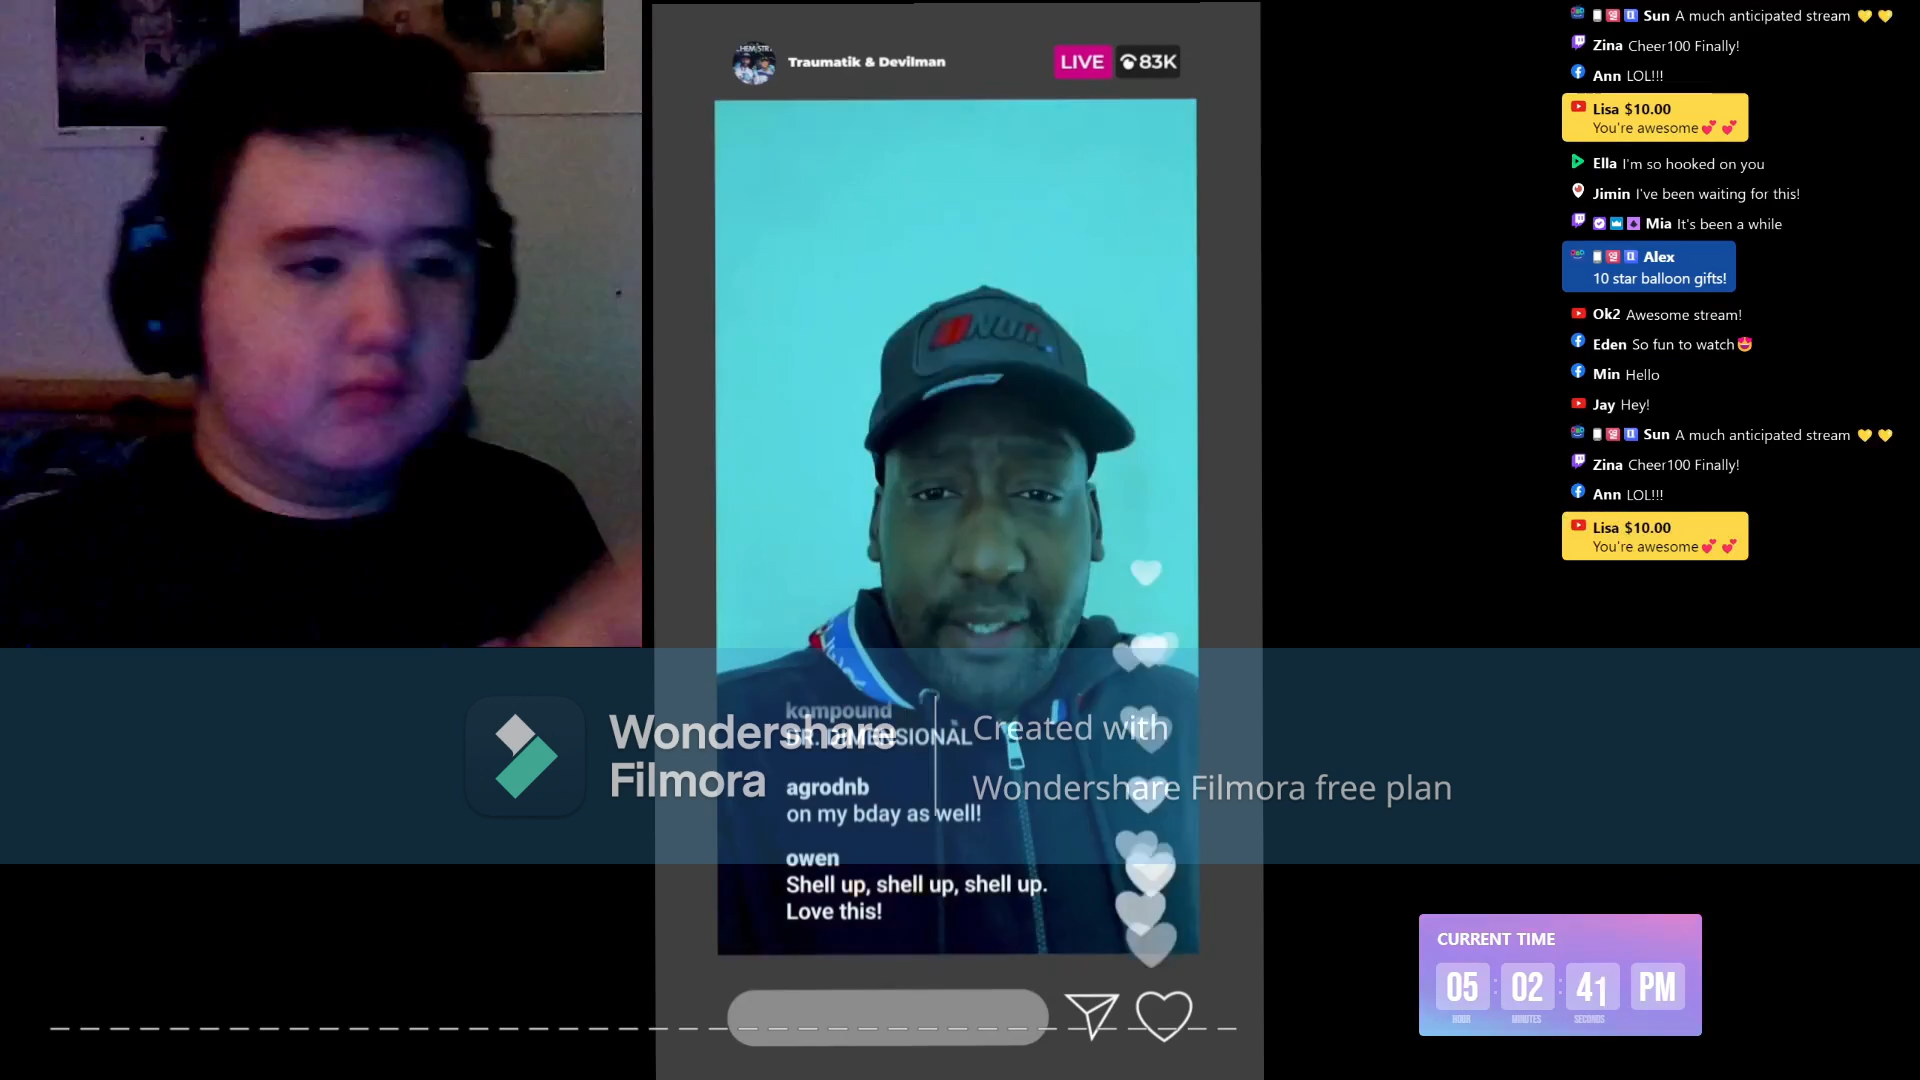 Traumatik & Devilman
LIVE
83K
kompound
DR. DIMENSIONAL
agrodnb
on my bday as well!
owen
Shell up, shell up, shell up.
Love this!
Wondershare
Filmora
Created with
Wondershare Filmora free plan
Sun A much anticipated stream 💛 💛
Zina Cheer100 Finally!
Ann LOL!!!
Lisa $10.00
You're awesome💕 💕
Ella I'm so hooked on you
Jimin I've been waiting for this!
Mia It's been a while
Alex
10 star balloon gifts!
Ok2 Awesome stream!
Eden So fun to watch😍
Min Hello
Jay Hey!
Sun A much anticipated stream 💛 💛
Zina Cheer100 Finally!
Ann LOL!!!
Lisa $10.00
You're awesome💕 💕
CURRENT TIME
05 : 02 : 41 PM
HOUR MINUTES SECONDS